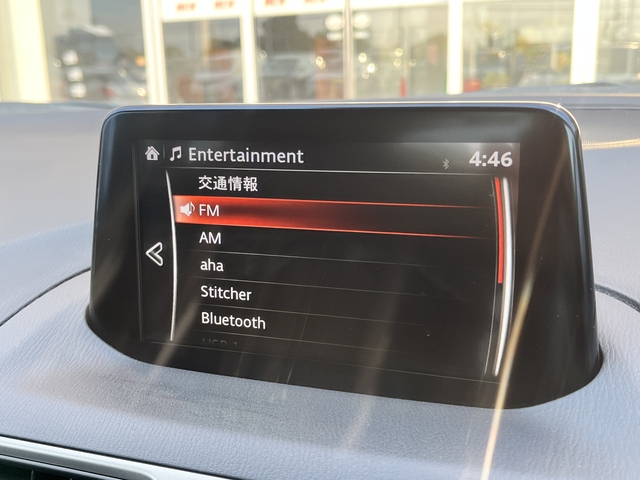 Entertainment
4:46
交通情報
FM
AM
aha
Stitcher
Bluetooth